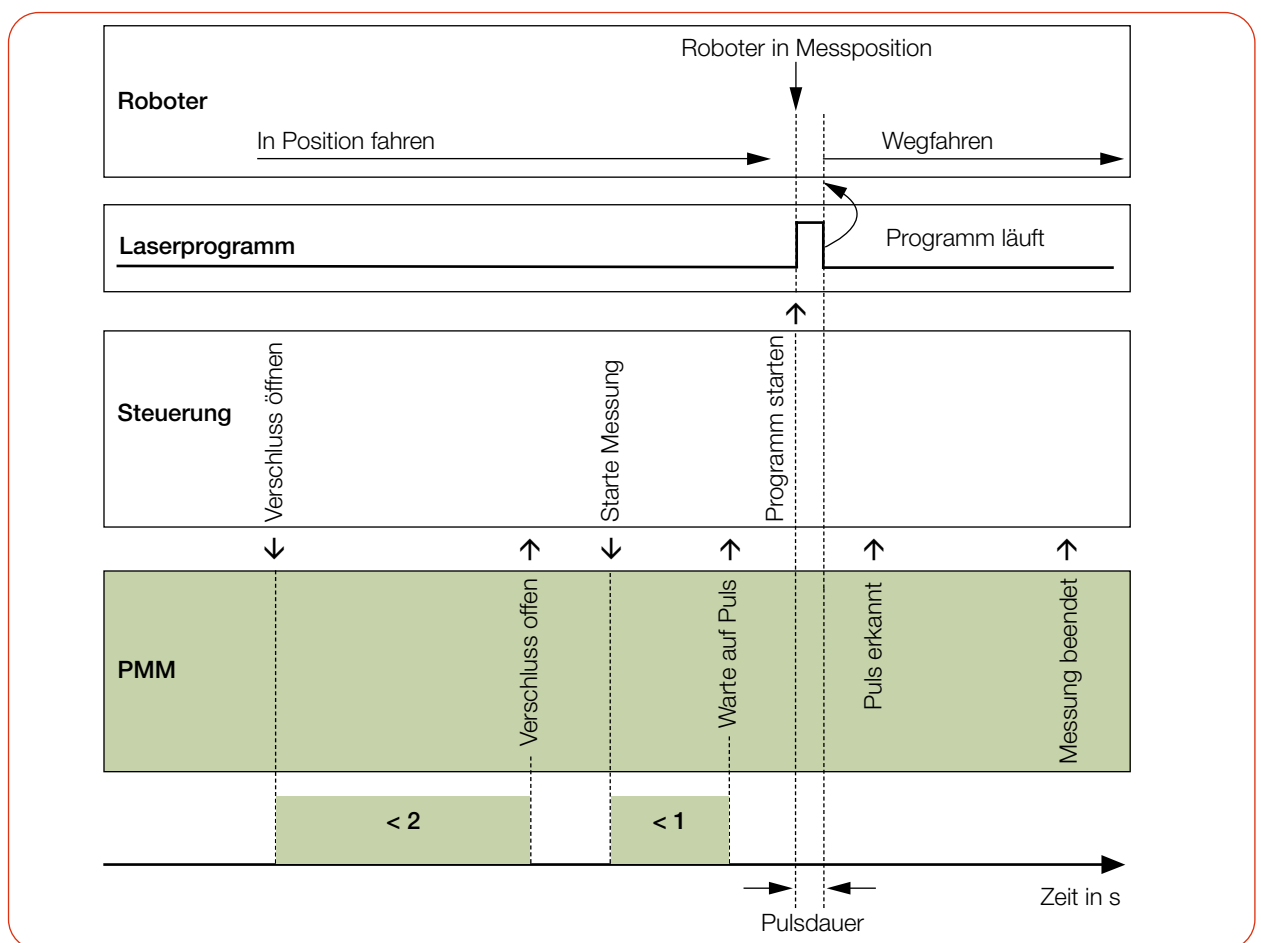 Roboter in Messposition
Roboter
In Position fahren
Wegfahren
Laserprogramm
Programm läuft
Steuerung
Verschluss öffnen
Starte Messung
Programm starten
PMM
Verschluss offen
Warte auf Puls
Puls erkannt
Messung beendet
< 2
< 1
Zeit in s
Pulsdauer